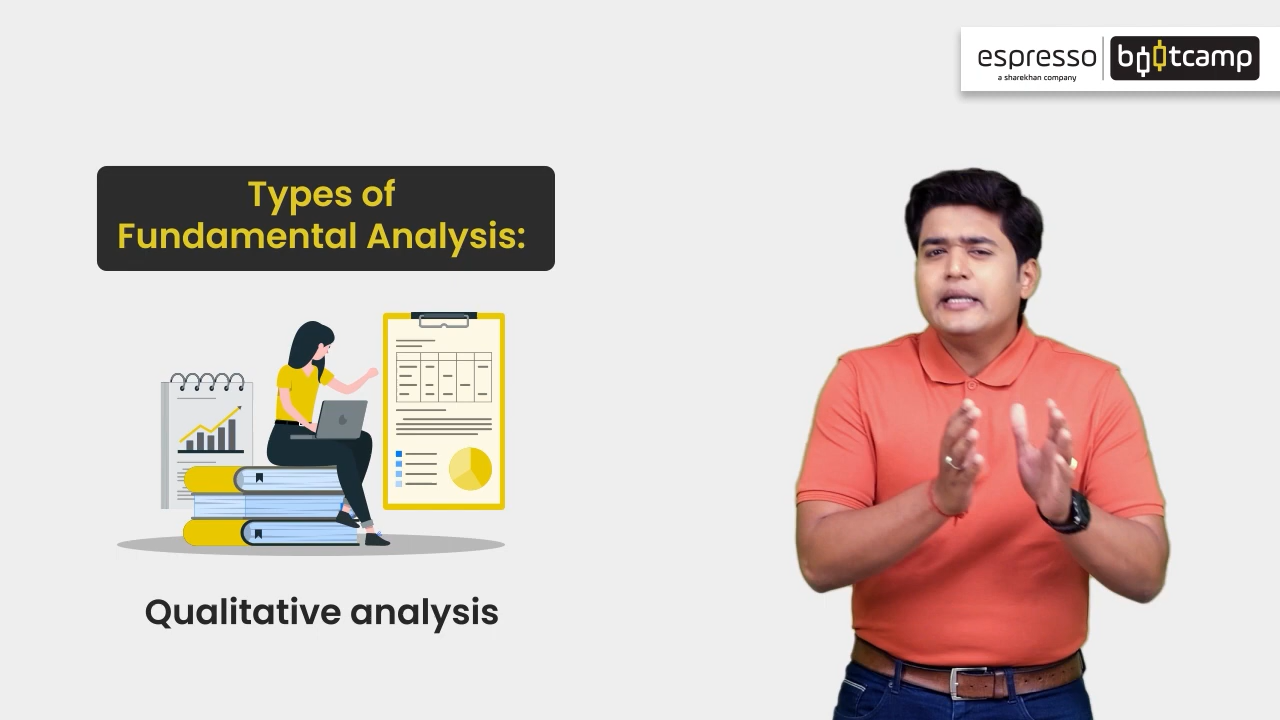 espresso
a sharekhan company
bootcamp
Types of
Fundamental Analysis:
Qualitative analysis